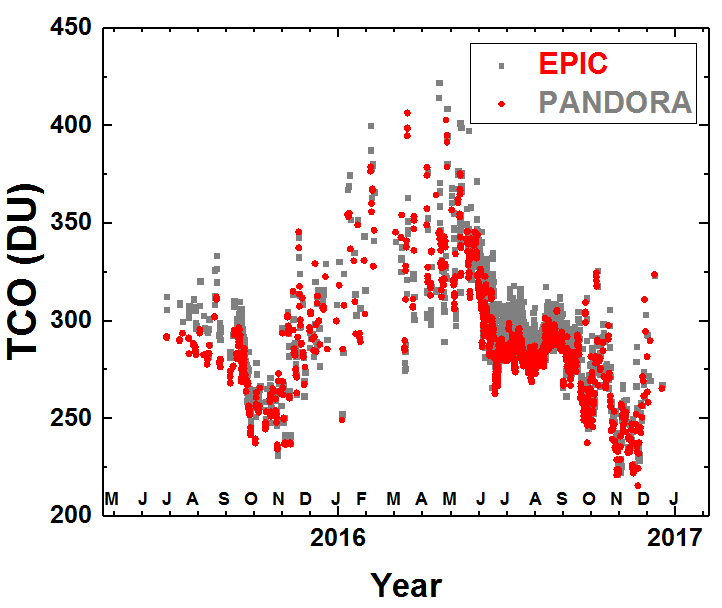 450
EPIC
PANDORA
400
350
TCO (DU)
300
250
M J J A S O N D J F M A M J J A S O N D J
200
2016 2017
Year